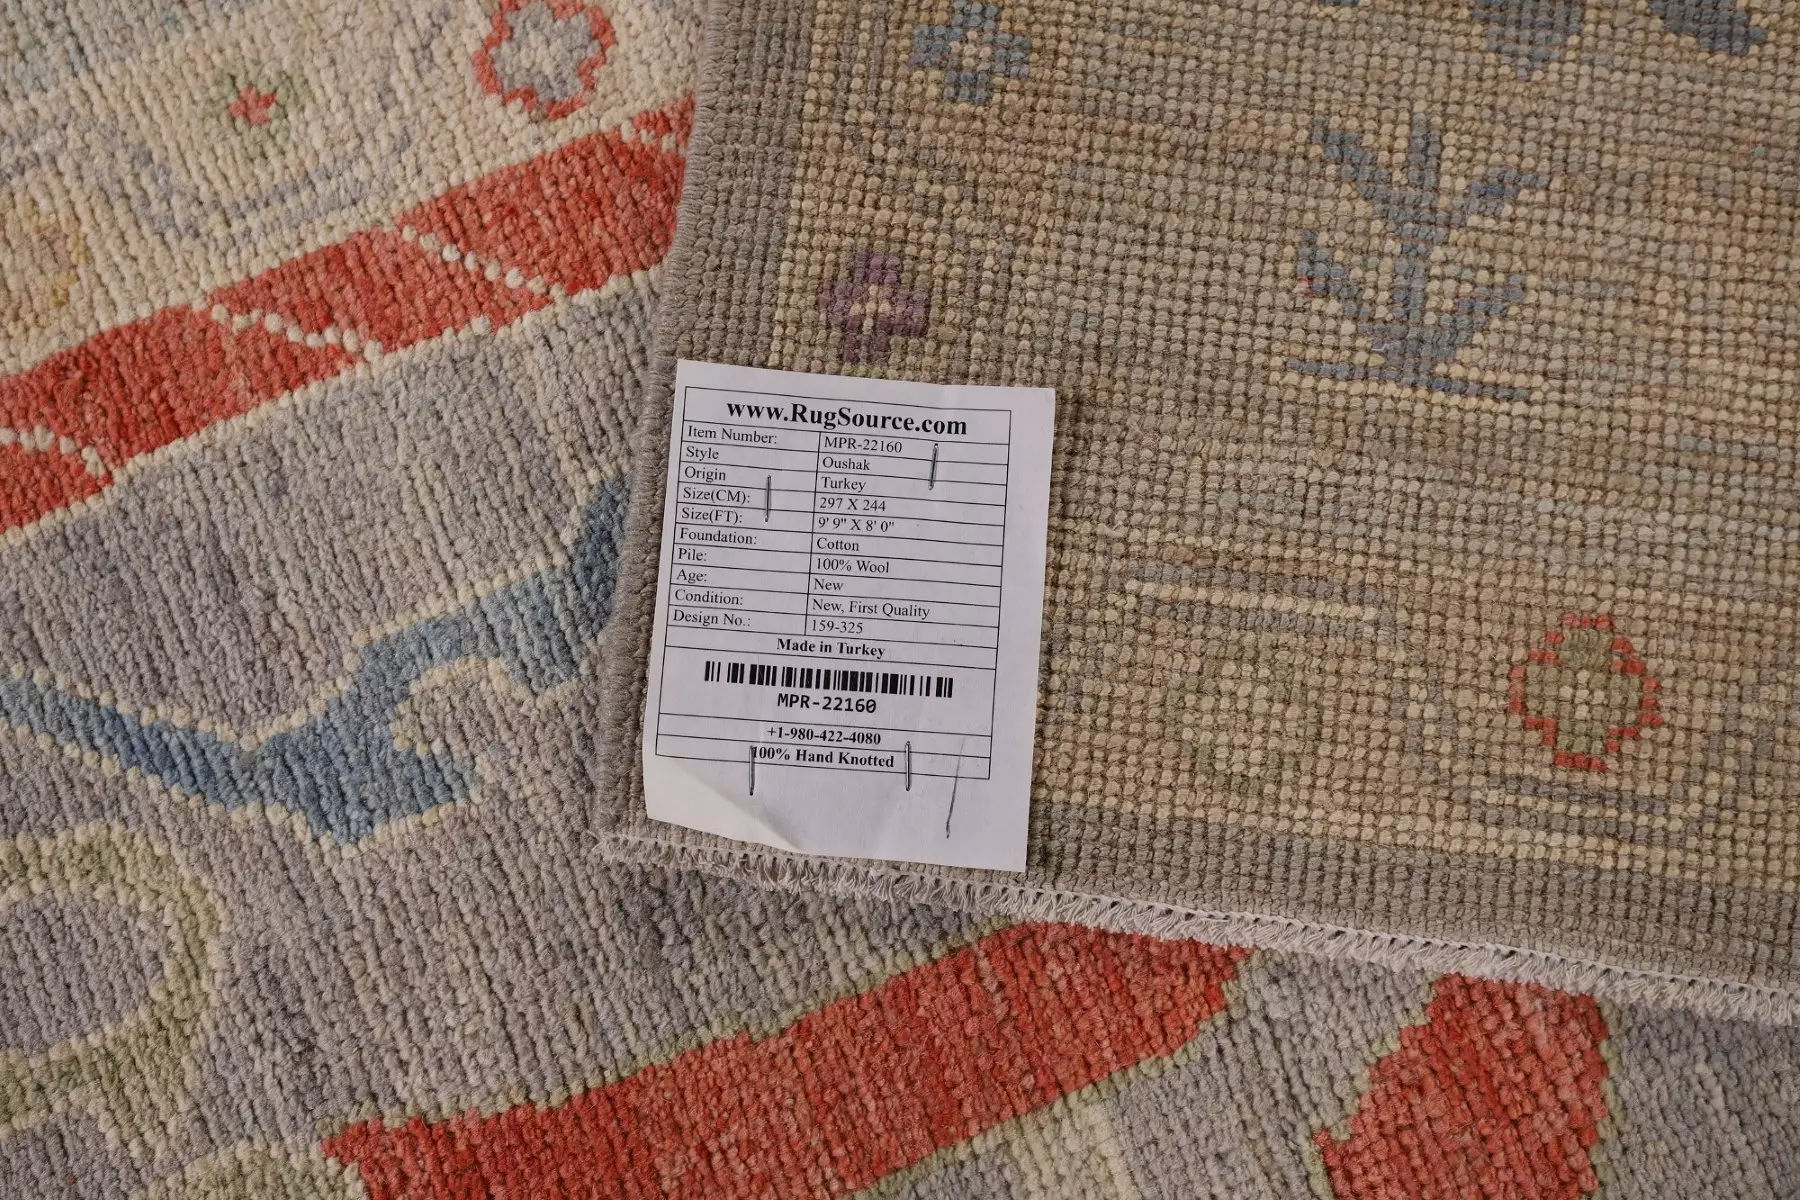 www.RugSource.com
Item Number: MPR-22160
Style Oushak
Origin Turkey
Size(CM): 297 X 244
Size(FT): 9' 9" X 8' 0"
Foundation: Cotton
Pile: 100% Wool
Age: New
Condition: New, First Quality
Design No.: 159-325
Made in Turkey
MPR-22160
+1-980-422-4080
100% Hand Knotted